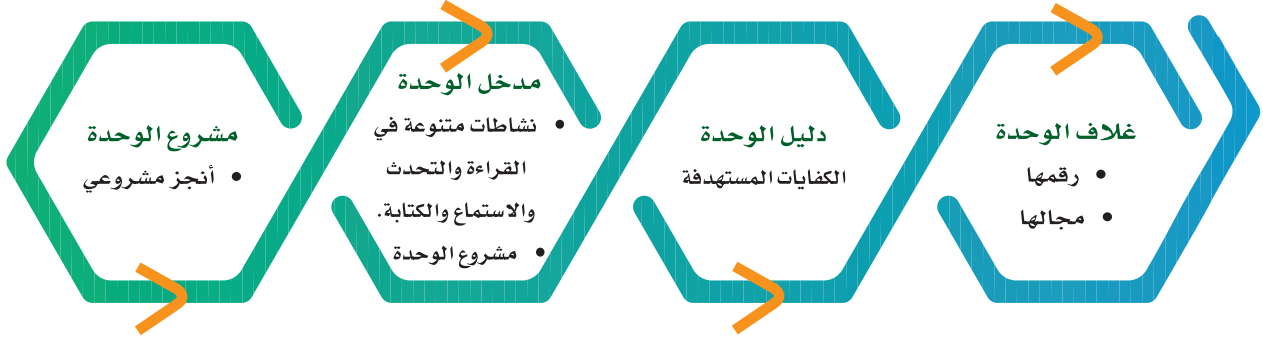 غلاف الوحدة
• رقمها
• مجالها
دليل الوحدة
الكفايات المستهدفة
مدخل الوحدة
• نشاطات متنوعة في
القراءة والتحدث
والاستماع والكتابة.
• مشروع الوحدة
مشروع الوحدة
• أنجز مشروعي